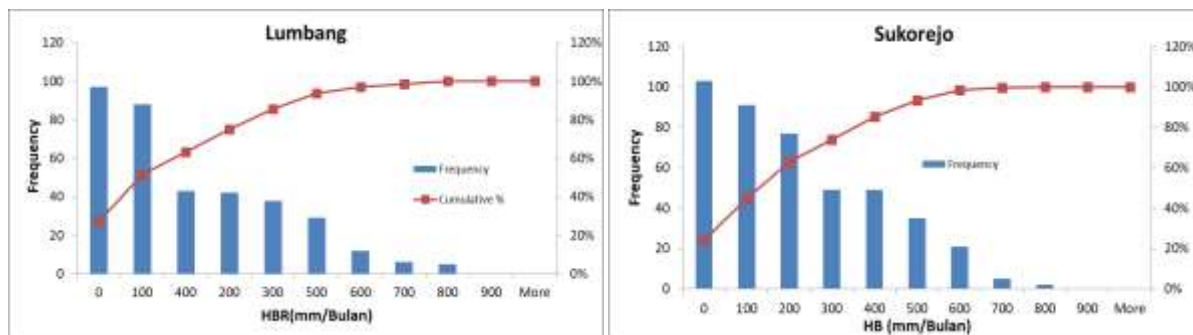 Lumbang
120
100
80
60
40
20
0
Frequency
120%
100%
80%
60%
40%
20%
0%
Frequency
Cumulative %
0 100 400 200 300 500 600 700 800 900 More
HBR(mm/Bulan)
Sukorejo
120
100
80
60
40
20
0
Frequency
120%
100%
80%
60%
40%
20%
0%
Frequency
0 100 200 300 400 500 600 700 800 900 More
HB (mm/Bulan)